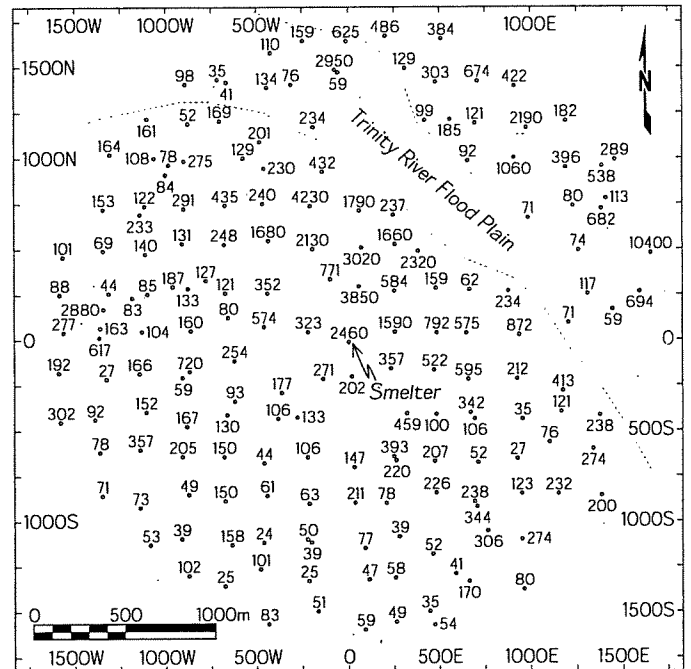 1500W 1000W 500W 1000E
159 625 486 384
110
1500N 98 35 41 134 76 2950 59 129 303 674 422
161 52 169 234 99 185 121 2190 182
Trinity River Flood Plain
N
201
1000N 164 108 78 275 129 230 432 92 1060 396 289
84 538
153 122 291 435 240 4230 1790 237 71 80 113
233 682
101 69 140 131 248 1680 2130 3020 1660 2320 74 10400
771
88 44 85 187 127 121 352 3850 584 159 62 234 117 694
2880 83 133 59
277 163 104 160 80 574 323 2460 1590 792 575 872 71
0 617 0
192 27 166 720 254 271 202 357 522 595 212 413
59 177 Smelter
302 92 152 167 93 106 133 459 100 342 35 121 238
130 106 500S
78 357 205 150 44 106 147 393 207 52 27 76 274
220
71 73 49 150 61 63 211 78 226 238 123 232 200
1000S 344 1000S
53 39 158 24 50 77 39 52 306 274
39
102 25 101 25 47 58 41 170 80
0 500 1000m
83 51 59 49 35 54 1500S
1500W 1000W 500W 0 500E 1000E 1500E